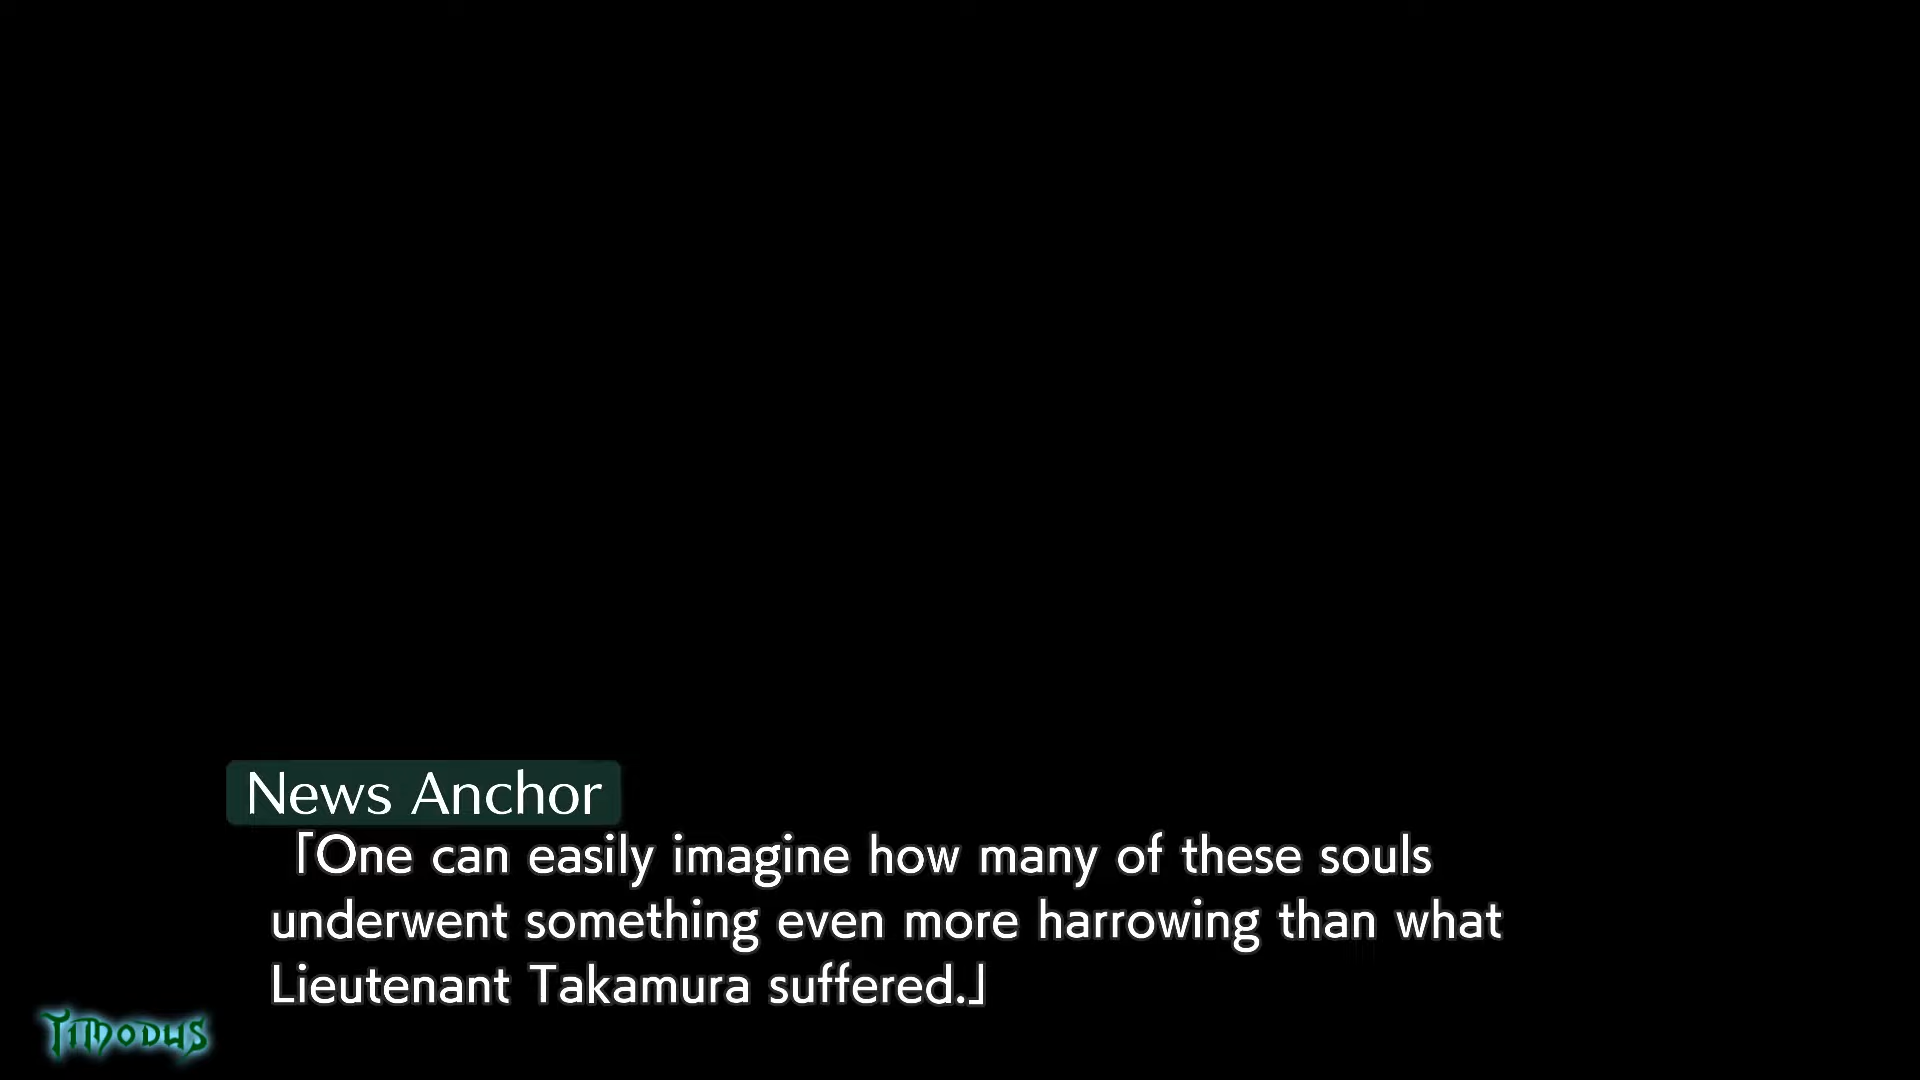 News Anchor
「One can easily imagine how many of these souls
underwent something even more harrowing than what
Lieutenant Takamura suffered.」
Timodus